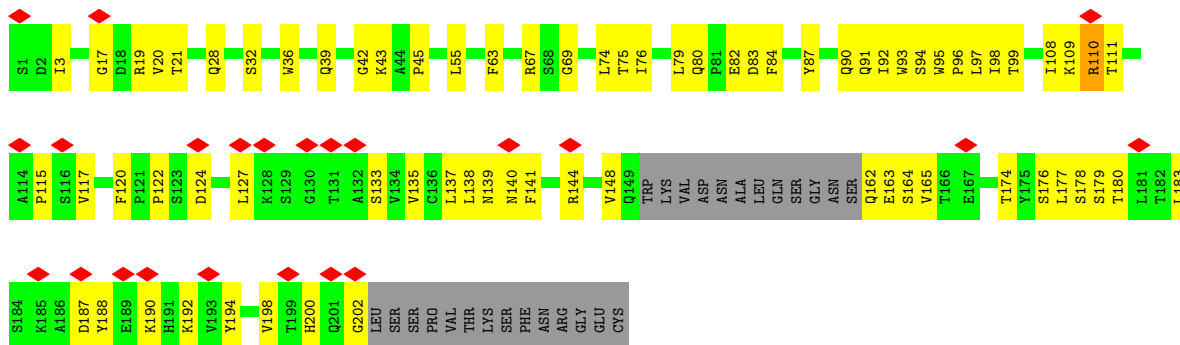 S1 D2 I3 G17 D18 R19 V20 T21 Q28 S32 W36 Q39 G42 K43 A44 P45 L55 F63 R67 S68 G69 L74 T75 I76 L79 Q80 P81 E82 D83 F84 Y87 Q90 Q91 I92 W93 S94 W95 P96 L97 I98 T99 I108 K109 R110 T111
A114 P115 S116 V117 F120 P121 P122 S123 D124 L127 K128 S129 G130 T131 A132 S133 V134 V135 C136 L137 L138 N139 N140 F141 R144 V148 Q149 TRP LYS VAL ASP ASN ALA LEU GLN SER GLY ASN SER Q162 E163 S164 V165 T166 E167 T174 Y175 S176 L177 S178 S179 T180 L181 T182 L183
S184 K185 A186 D187 Y188 E189 K190 H191 K192 V193 Y194 V198 T199 H200 Q201 G202 LEU SER SER PRO VAL THR LYS SER PHE ASN ARG GLY GLU CYS